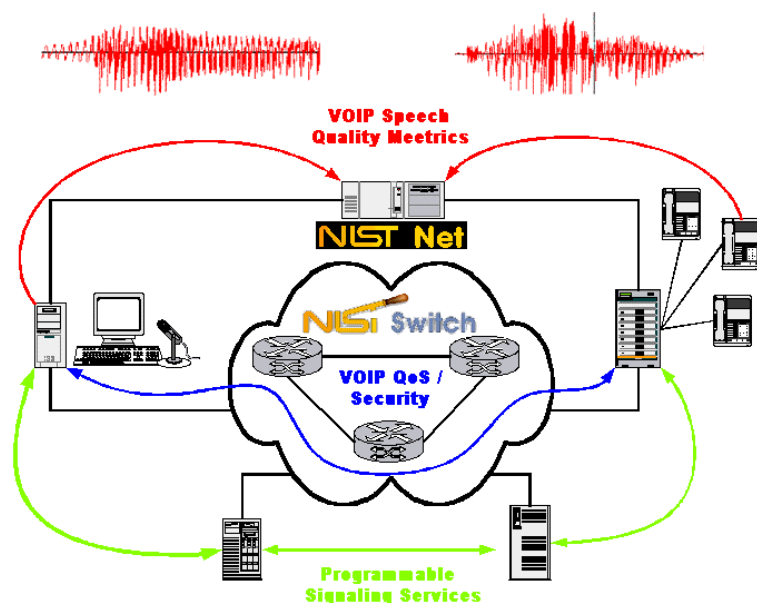 VOIP Speech
Quality Meetrics
NIST Net
NIST Switch
VOIP QoS /
Security
Programmable
Signaling Services